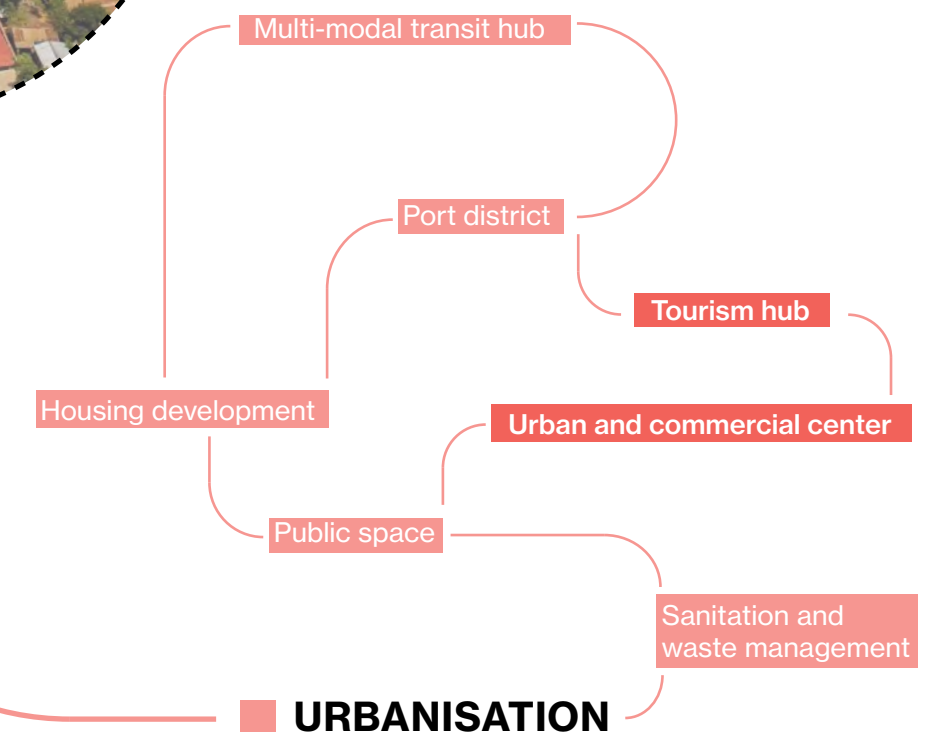 Multi-modal transit hub
Port district
Tourism hub
Housing development
Urban and commercial center
Public space
Sanitation and
waste management
URBANISATION